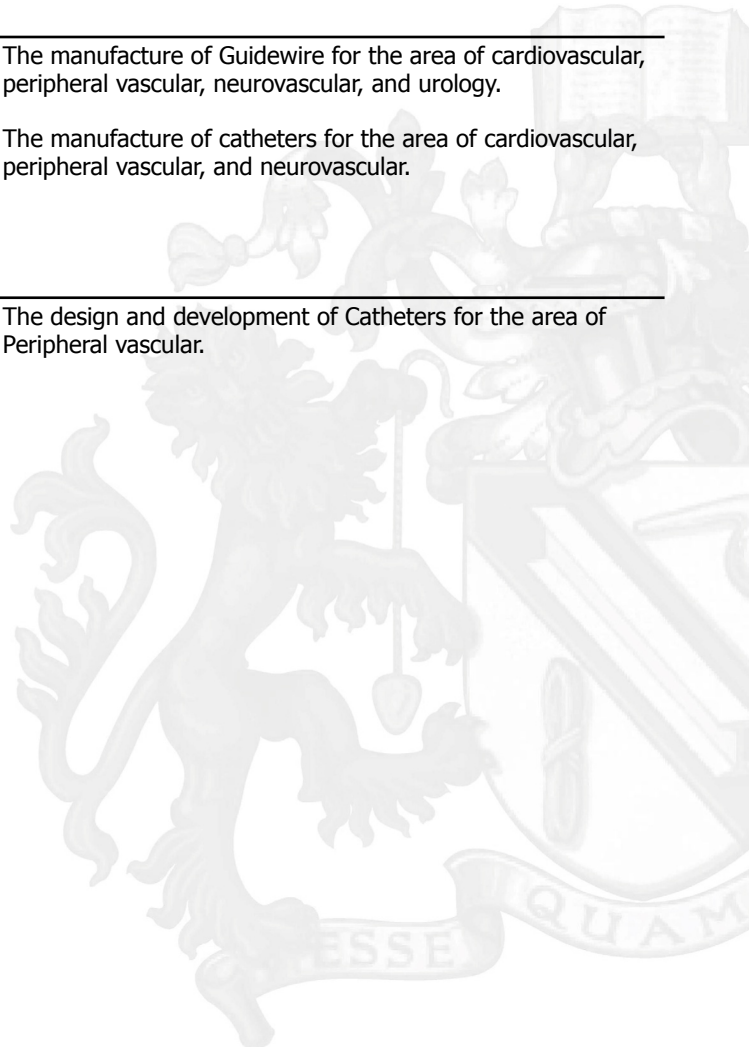 The manufacture of Guidewire for the area of cardiovascular,
peripheral vascular, neurovascular, and urology.
The manufacture of catheters for the area of cardiovascular,
peripheral vascular, and neurovascular.
The design and development of Catheters for the area of
Peripheral vascular.
ESSE
QUAM